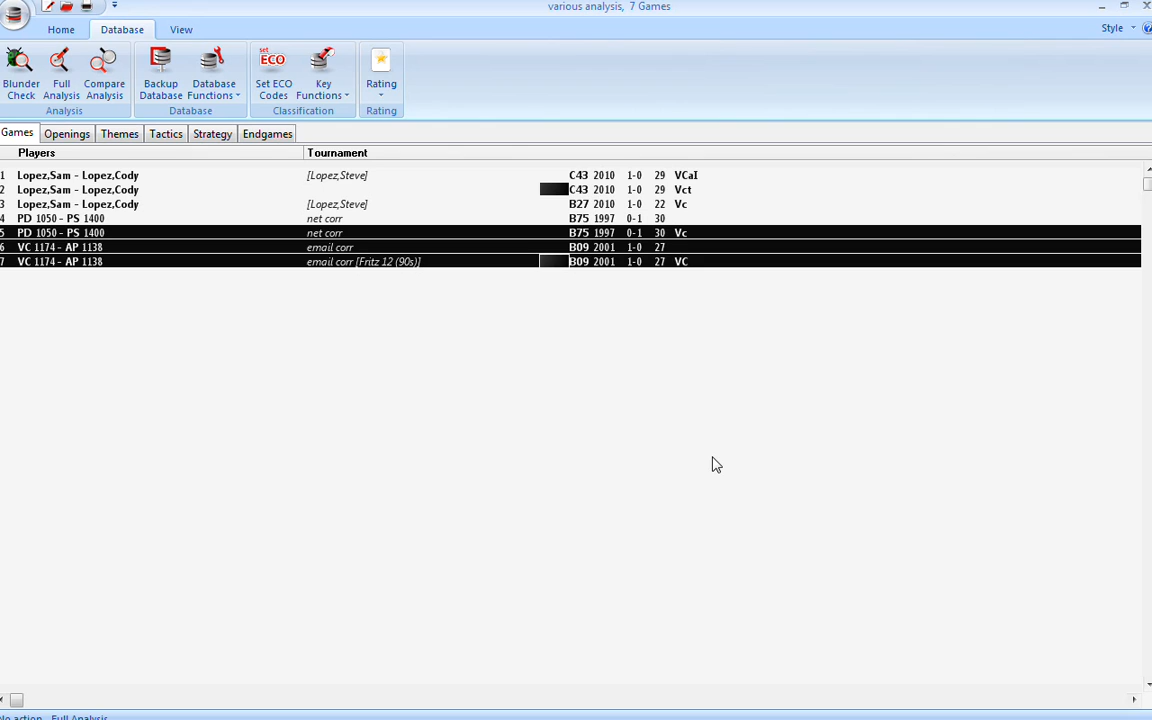 various analysis, 7 Games
Home Database View Style
Blunder Check Full Analysis Compare Analysis Backup Database Database Functions Set ECO Codes Key Functions Rating
set ECO
Analysis Database Classification Rating
Games Openings Themes Tactics Strategy Endgames
Players Tournament
1 Lopez,Sam - Lopez,Cody [Lopez,Steve] C43 2010 1-0 29 VCaI
2 Lopez,Sam - Lopez,Cody C43 2010 1-0 29 Vct
3 Lopez,Sam - Lopez,Cody [Lopez,Steve] B27 2010 1-0 22 Vc
4 PD 1050 - PS 1400 net corr B75 1997 0-1 30
5 PD 1050 - PS 1400 net corr B75 1997 0-1 30 Vc
6 VC 1174 - AP 1138 email corr B09 2001 1-0 27
7 VC 1174 - AP 1138 email corr [Fritz 12 (90s)] B09 2001 1-0 27 VC
No action - Full Analysis